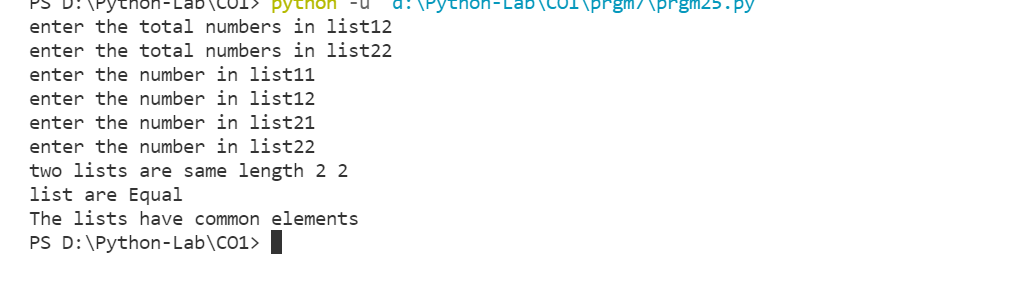 PS D:\Python-Lab\CO1> python -u "d:\Python-Lab\CO1\prgm7\prgm25.py"
enter the total numbers in list12
enter the total numbers in list22
enter the number in list11
enter the number in list12
enter the number in list21
enter the number in list22
two lists are same length 2 2
list are Equal
The lists have common elements
PS D:\Python-Lab\CO1>